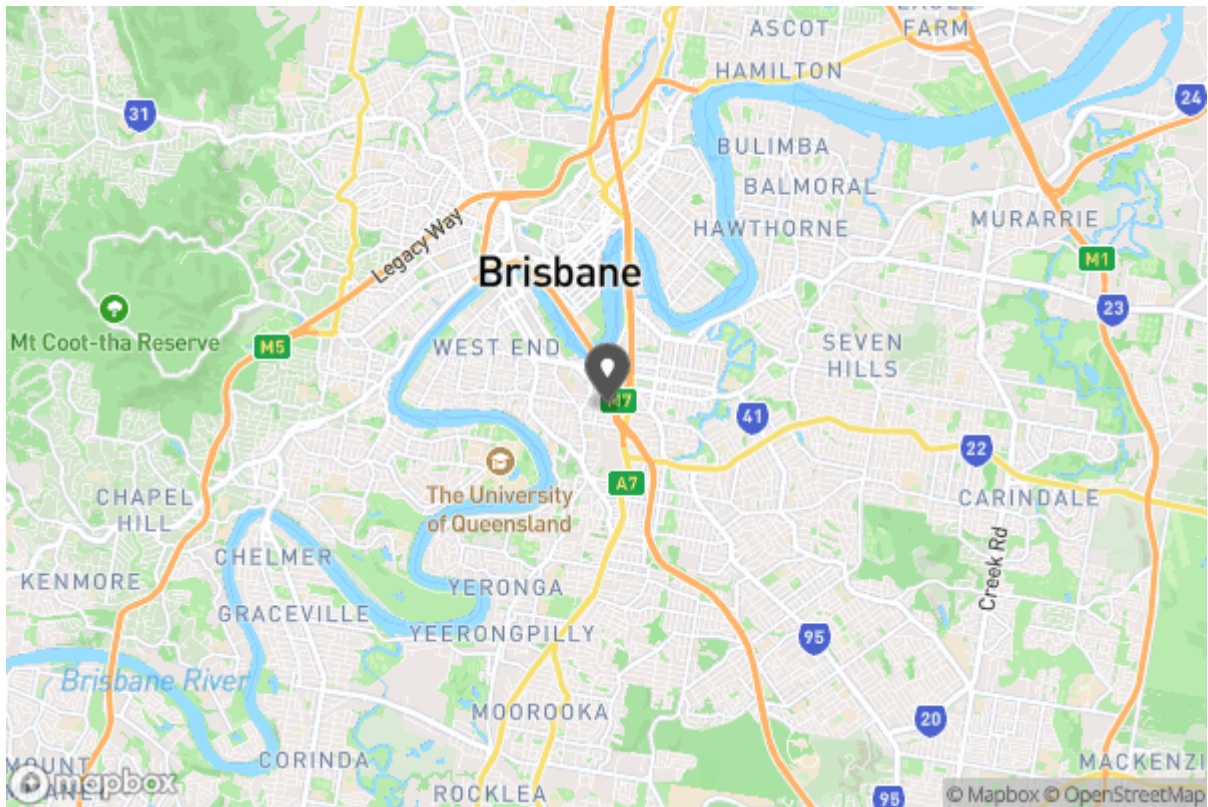 EAGLE
FARM
ASCOT
HAMILTON
31
24
BULIMBA
BALMORAL
MURARRIE
HAWTHORNE
Legacy Way
Brisbane
M1
23
Mt Coot-tha Reserve
M5
WEST END
SEVEN
HILLS
M7
41
22
The University
of Queensland
A7
CHAPEL
HILL
CARINDALE
CHELMER
KENMORE
YERONGA
Creek Rd
GRACEVILLE
YEERONGPILLY
95
Brisbane River
MOOROOKA
20
MOUNT
CORINDA
MACKENZI
mapbox
ROCKLEA
95
© Mapbox © OpenStreetMap